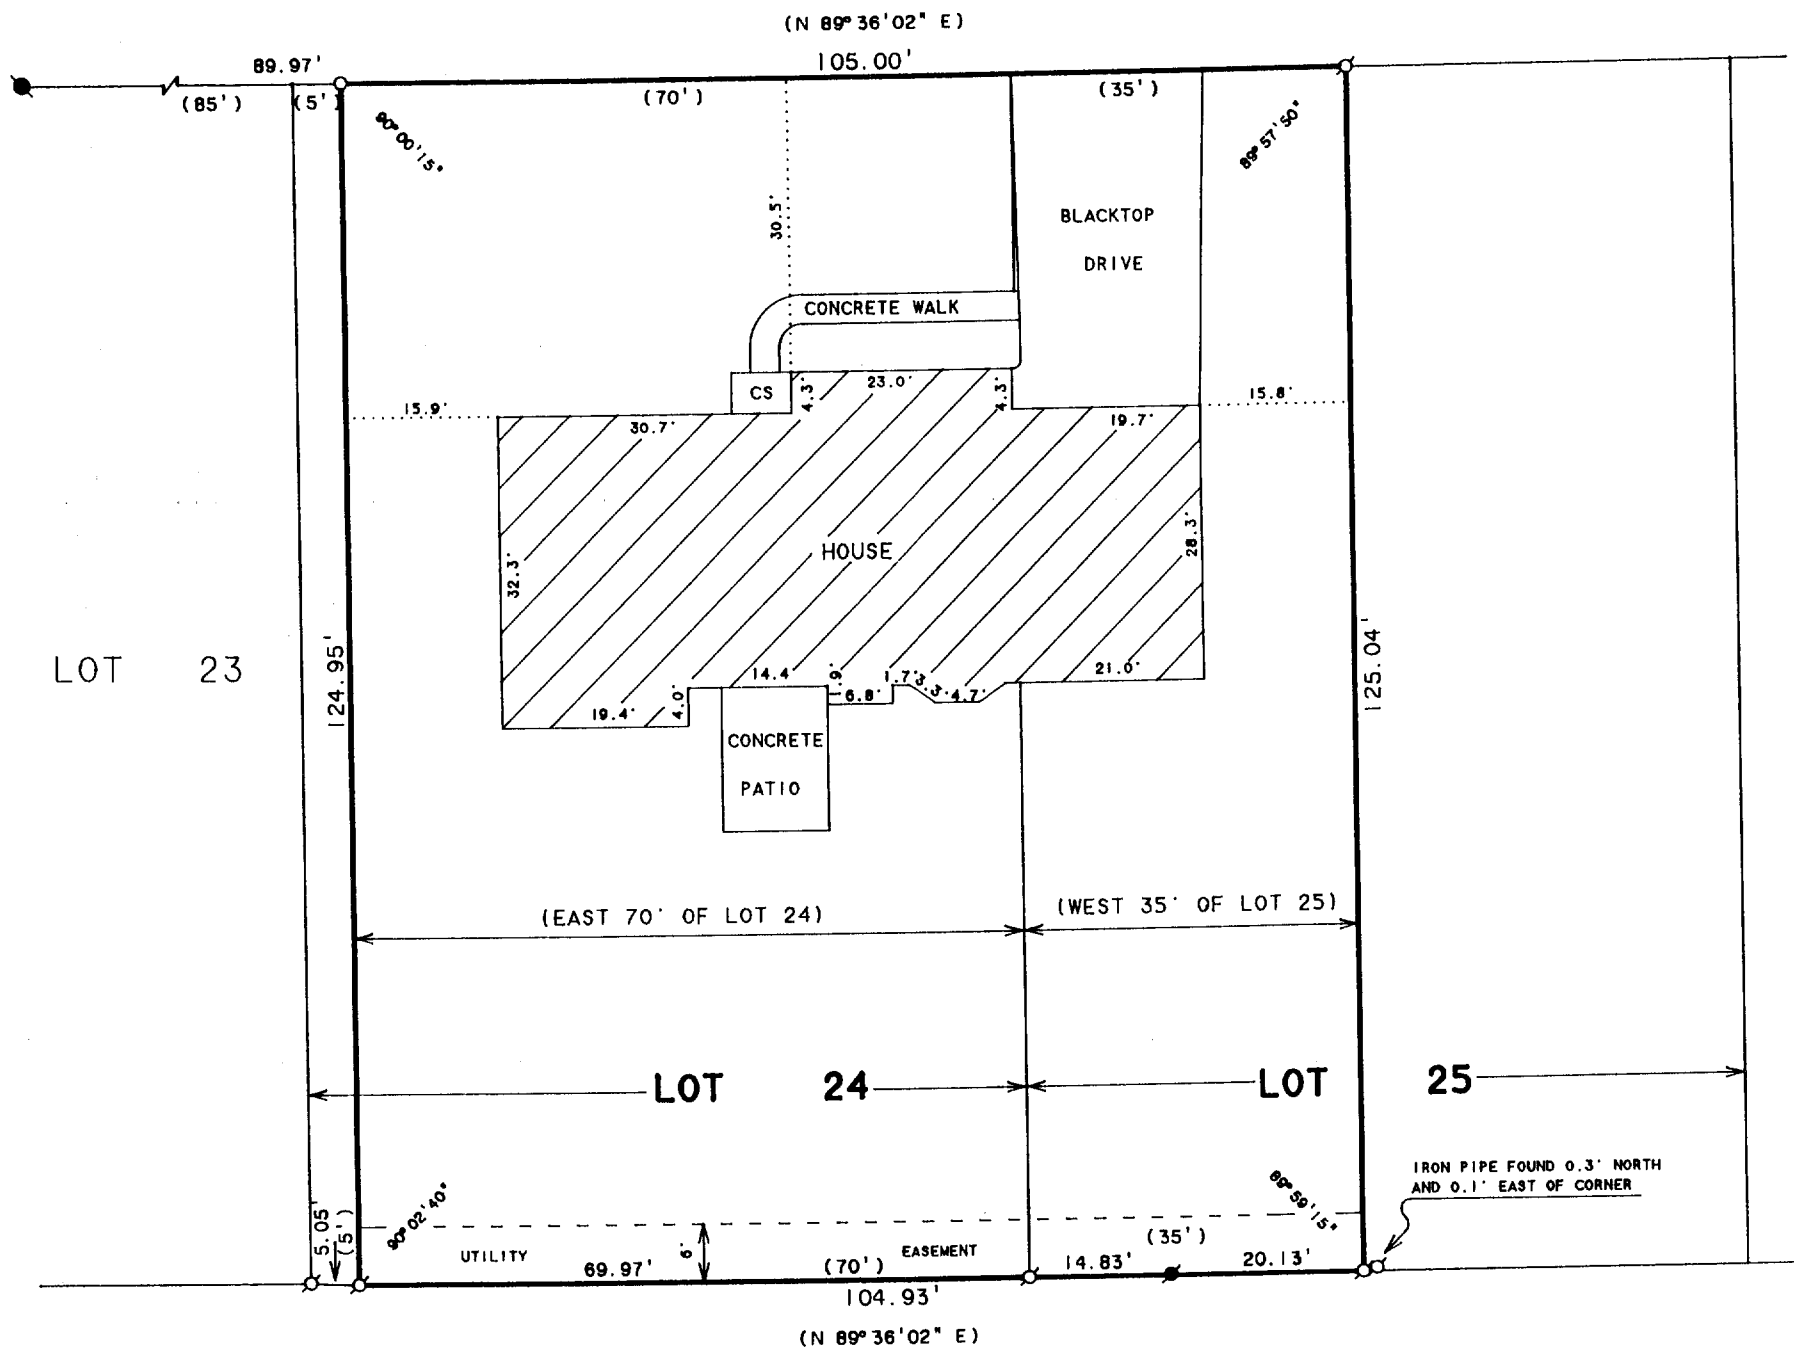 (N 89°36'02" E)
89.97'
105.00'
(85')
(5')
(70')
(35')
90°00'15"
89°57'50"
30.5'
BLACKTOP
DRIVE
CONCRETE WALK
CS
4.3'
23.0'
4.3'
15.9'
15.8'
30.7'
19.7'
HOUSE
32.3'
28.3'
LOT 23
124.95'
125.04'
14.4
6.8'
1.7'
3.3'
4.7'
21.0'
19.4'
4.0'
CONCRETE
PATIO
(EAST 70' OF LOT 24)
(WEST 35' OF LOT 25)
LOT 24
LOT 25
IRON PIPE FOUND 0.3' NORTH
AND 0.1' EAST OF CORNER
5.05'
(5')
90°02'40"
89°59'15"
UTILITY
6'
EASEMENT
(35')
69.97'
(70')
14.83'
20.13'
104.93'
(N 89°36'02" E)